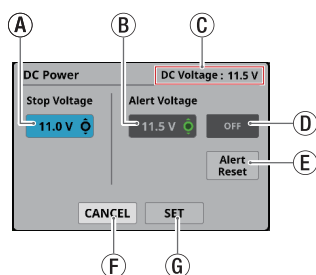 A B C
DC Power DC Voltage : 11.5 V
Stop Voltage Alert Voltage
11.0 V 11.5 V OFF D
Alert
Reset E
CANCEL SET
F G